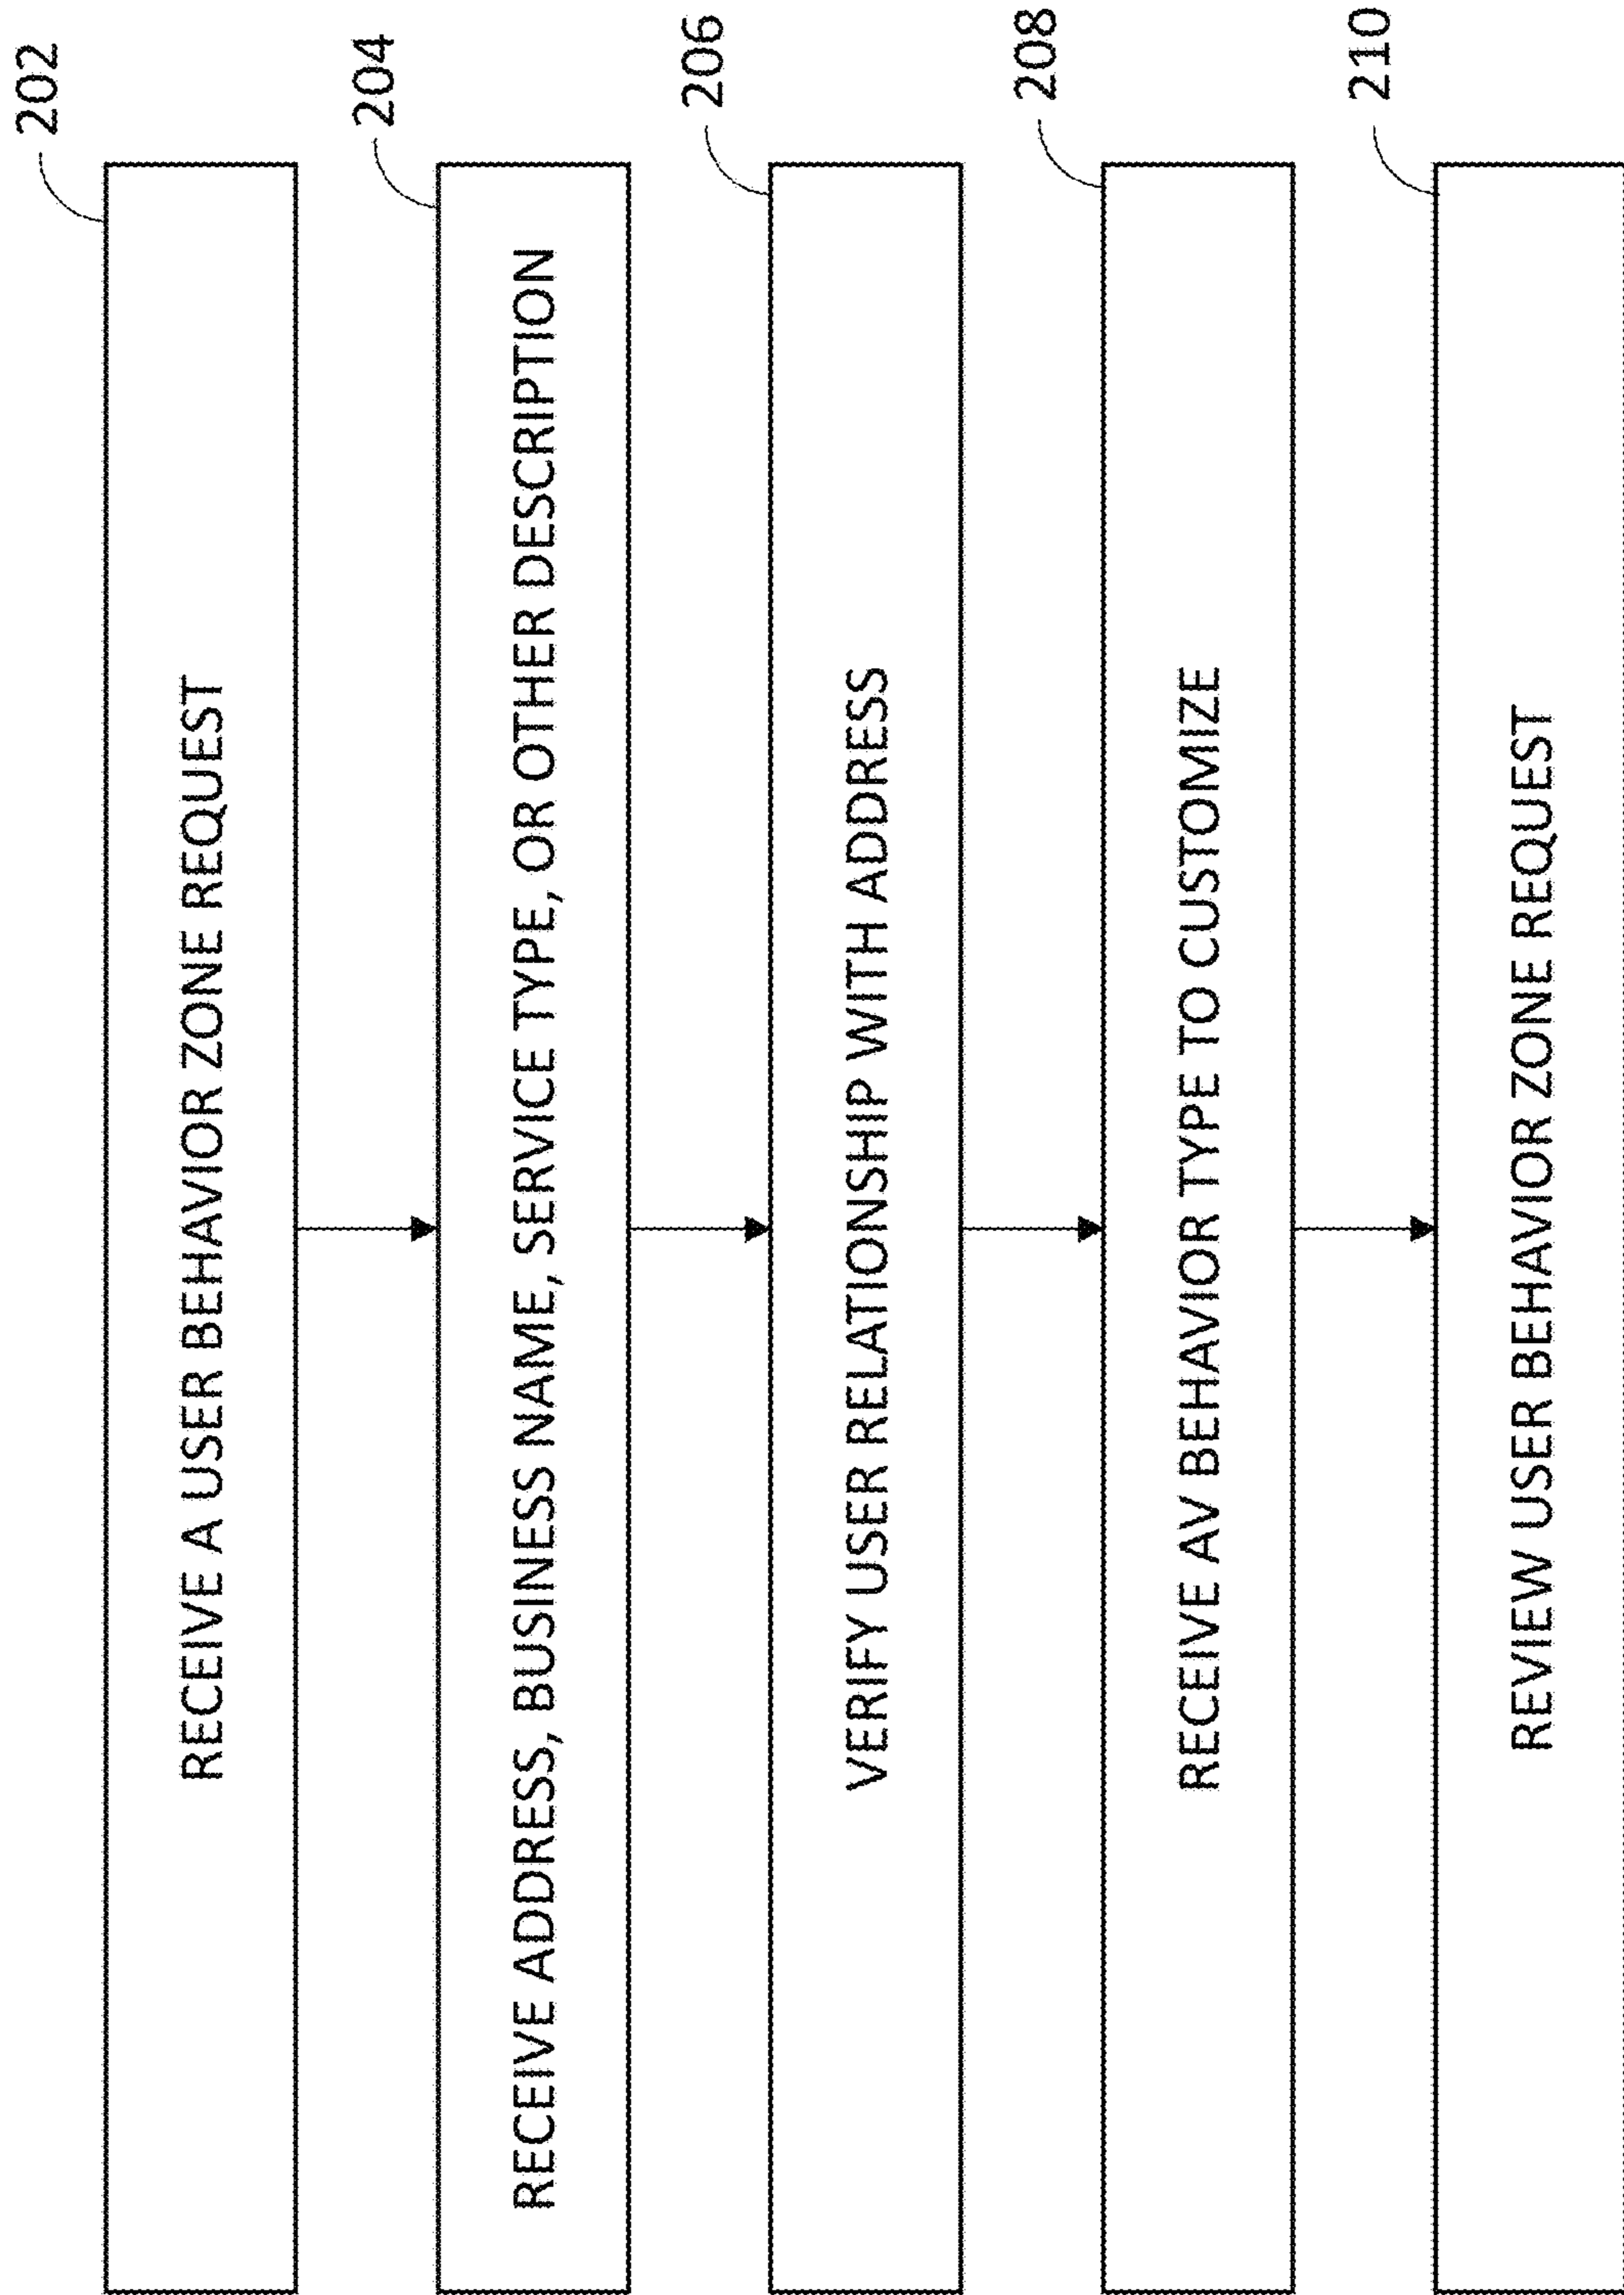 202
RECEIVE A USER BEHAVIOR ZONE REQUEST
204
RECEIVE ADDRESS, BUSINESS NAME, SERVICE TYPE, OR OTHER DESCRIPTION
206
VERIFY USER RELATIONSHIP WITH ADDRESS
208
RECEIVE AV BEHAVIOR TYPE TO CUSTOMIZE
210
REVIEW USER BEHAVIOR ZONE REQUEST